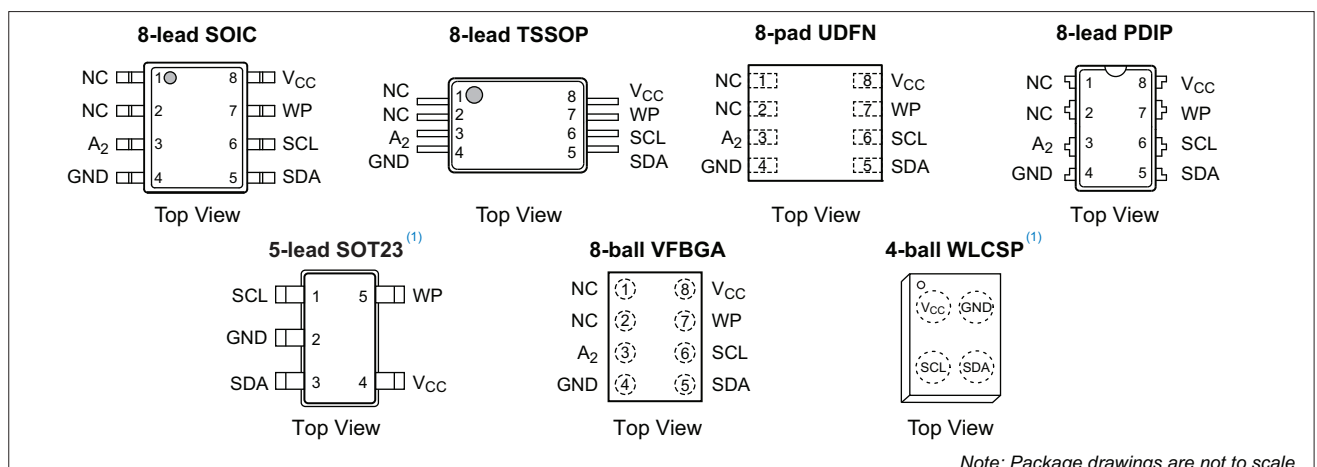 8-lead SOIC
NC 1 8 VCC
NC 2 7 WP
A2 3 6 SCL
GND 4 5 SDA
Top View
8-lead TSSOP
NC 1 8 VCC
NC 2 7 WP
A2 3 6 SCL
GND 4 5 SDA
Top View
8-pad UDFN
NC 1 8 VCC
NC 2 7 WP
A2 3 6 SCL
GND 4 5 SDA
Top View
8-lead PDIP
NC 1 8 VCC
NC 2 7 WP
A2 3 6 SCL
GND 4 5 SDA
Top View
5-lead SOT23(1)
SCL 1 5 WP
GND 2
SDA 3 4 VCC
Top View
8-ball VFBGA
NC 1 8 VCC
NC 2 7 WP
A2 3 6 SCL
GND 4 5 SDA
Top View
4-ball WLCSP(1)
VCC GND
SCL SDA
Top View
Note: Package drawings are not to scale